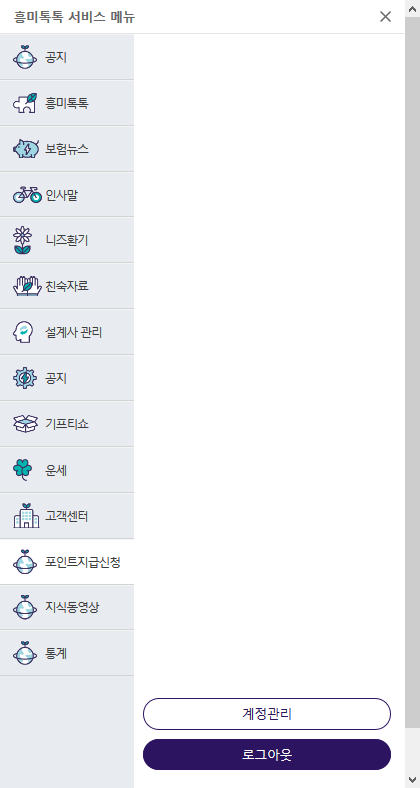 흥미톡톡 서비스 메뉴
공지
흥미톡톡
보험뉴스
인사말
니즈환기
친숙자료
설계사 관리
공지
기프티쇼
운세
고객센터
포인트지급신청
지식동영상
통계
계정관리
로그아웃